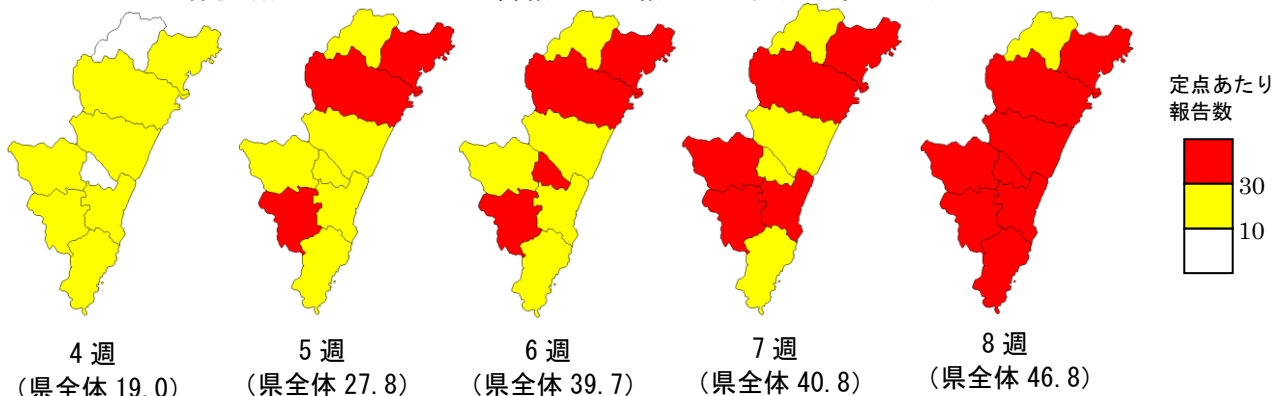 定点あたり
報告数
30
10
4週
(県全体 19.0)
5週
(県全体 27.8)
6週
(県全体 39.7)
7週
(県全体 40.8)
8週
(県全体 46.8)